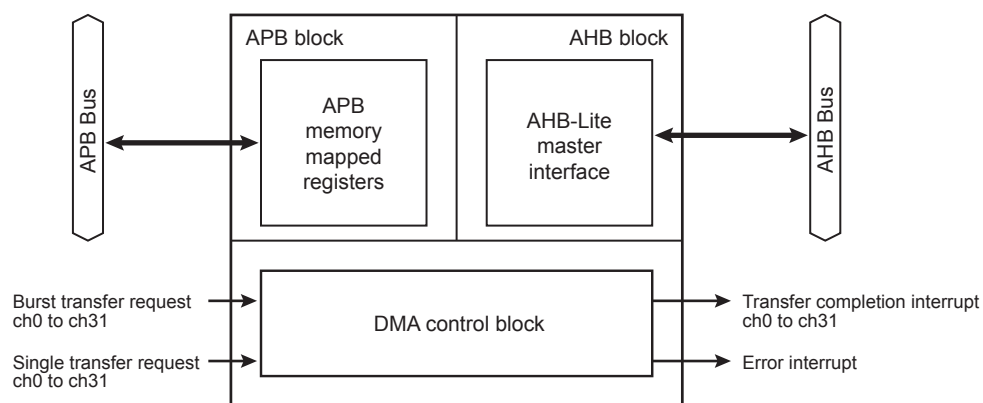 APB block
AHB block
APB Bus
APB
memory
mapped
registers
AHB-Lite
master
interface
AHB Bus
Burst transfer request
ch0 to ch31
Single transfer request
ch0 to ch31
DMA control block
Transfer completion interrupt
ch0 to ch31
Error interrupt